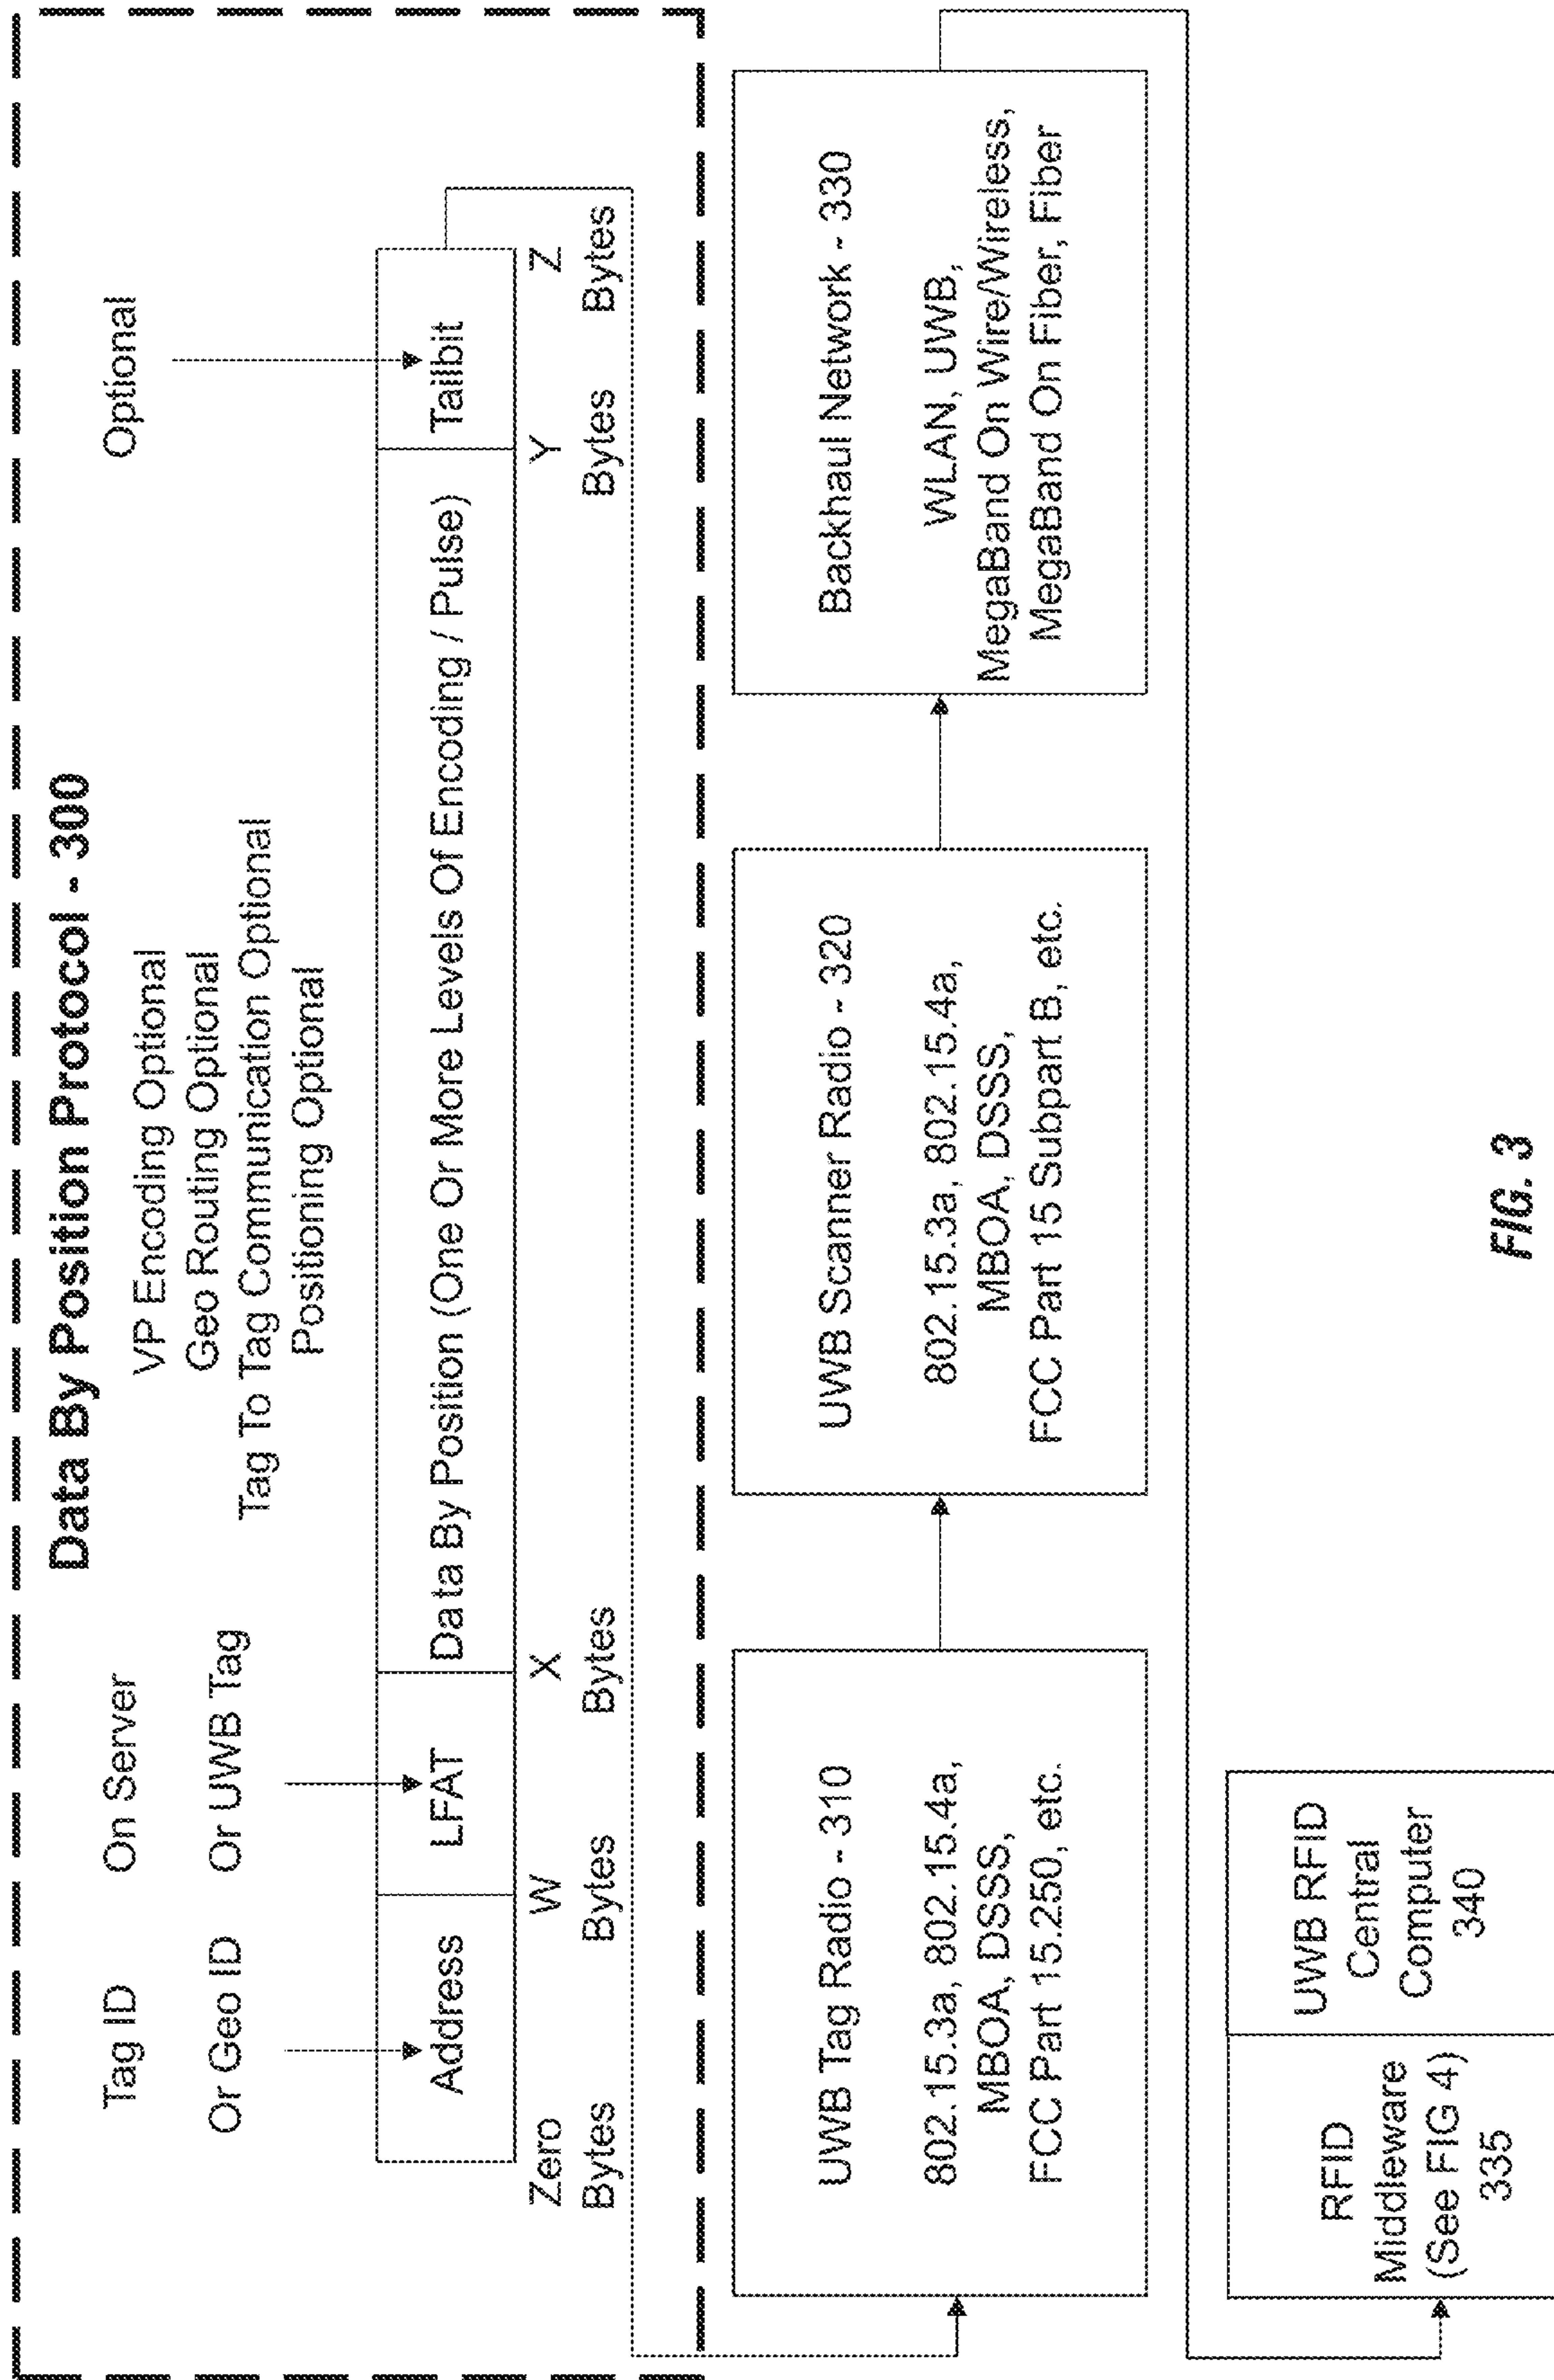 Data By Position Protocol - 300
Tag ID
Or Geo ID
On Server
Or UWB Tag
VP Encoding Optional
Geo Routing Optional
Tag To Tag Communication Optional
Positioning Optional
Optional
Address
LFAT
Data By Position (One Or More Levels Of Encoding / Pulse)
Tailbit
Zero
Bytes
W
Bytes
X
Bytes
Y
Bytes
Z
Bytes
UWB Tag Radio - 310
802.15.3a, 802.15.4a,
MBOA, DSSS,
FCC Part 15.250, etc.
UWB Scanner Radio - 320
802.15.3a, 802.15.4a,
MBOA, DSSS,
FCC Part 15 Subpart B, etc.
Backhaul Network - 330
WLAN, UWB,
MegaBand On Wire/Wireless,
MegaBand On Fiber, Fiber
RFID
Middleware
(See FIG 4)
335
UWB RFID
Central
Computer
340
FIG. 3